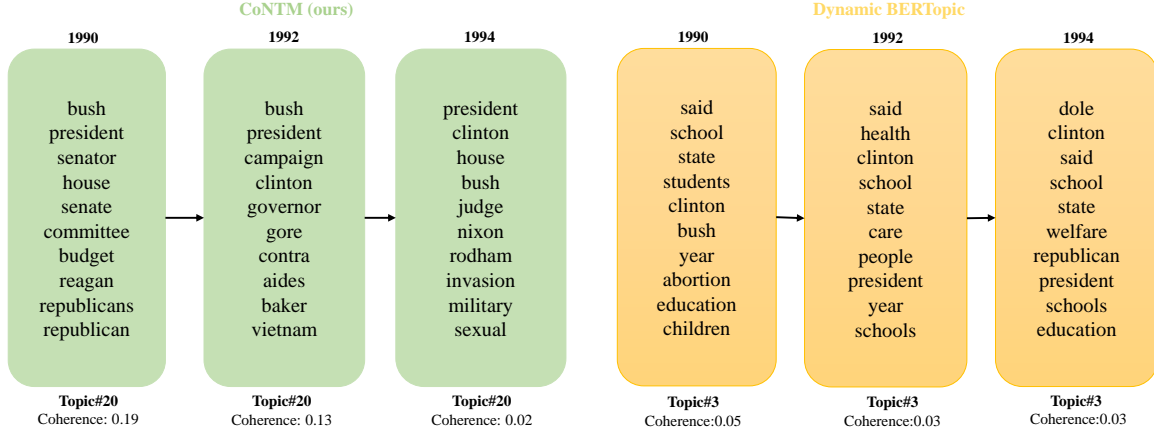 CoNTM (ours)
1990
bush
president
senator
house
senate
committee
budget
reagan
republicans
republican
Topic#20
Coherence: 0.19
1992
bush
president
campaign
clinton
governor
gore
contra
aides
baker
vietnam
Topic#20
Coherence: 0.13
1994
president
clinton
house
bush
judge
nixon
rodham
invasion
military
sexual
Topic#20
Coherence: 0.02
Dynamic BERTopic
1990
said
school
state
students
clinton
bush
year
abortion
education
children
Topic#3
Coherence:0.05
1992
said
health
clinton
school
state
care
people
president
year
schools
Topic#3
Coherence:0.03
1994
dole
clinton
said
school
state
welfare
republican
president
schools
education
Topic#3
Coherence:0.03